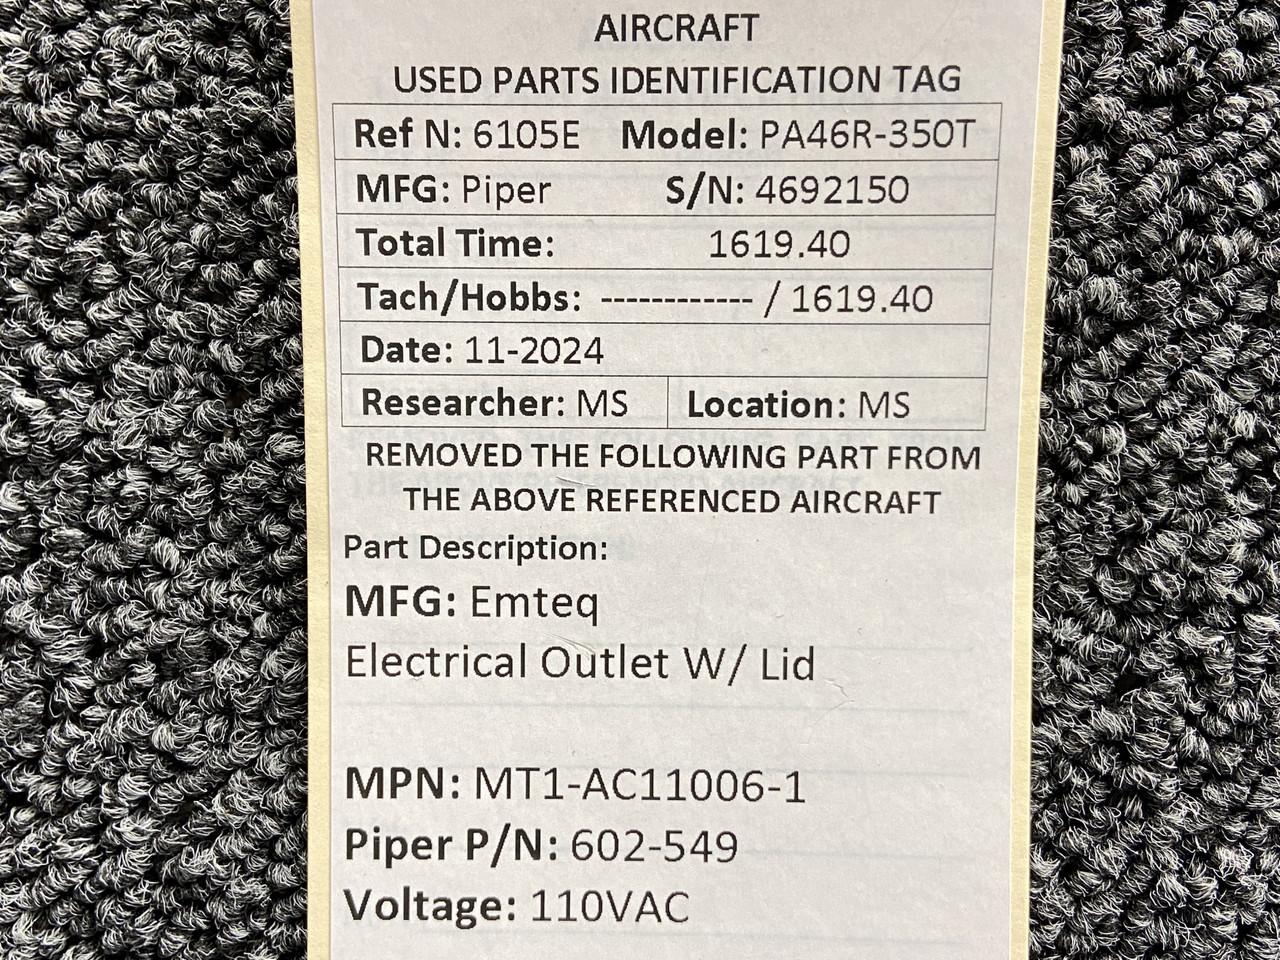 AIRCRAFT
USED PARTS IDENTIFICATION TAG
Ref N: 6105E Model: PA46R-350T
MFG: Piper S/N: 4692150
Total Time: 1619.40
Tach/Hobbs: ------------ / 1619.40
Date: 11-2024
Researcher: MS Location: MS
REMOVED THE FOLLOWING PART FROM
THE ABOVE REFERENCED AIRCRAFT
Part Description:
MFG: Emteq
Electrical Outlet W/ Lid
MPN: MT1-AC11006-1
Piper P/N: 602-549
Voltage: 110VAC